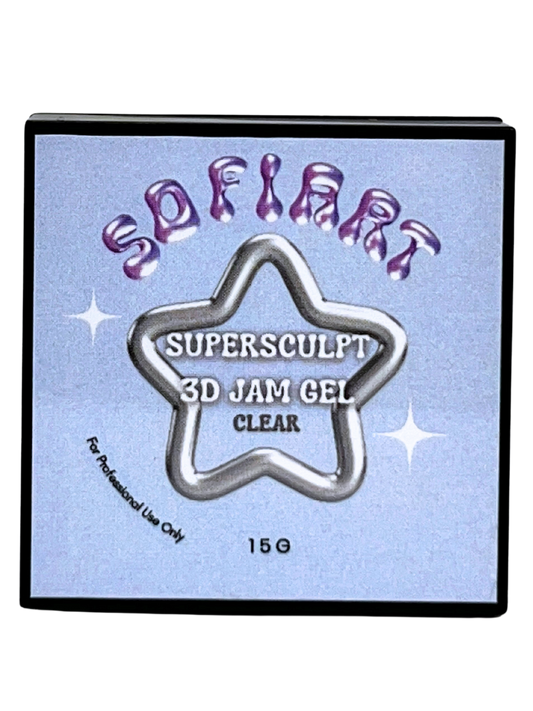 SOFIART
SUPERSCULPT
3D JAM GEL
CLEAR
For Professional Use Only
15G